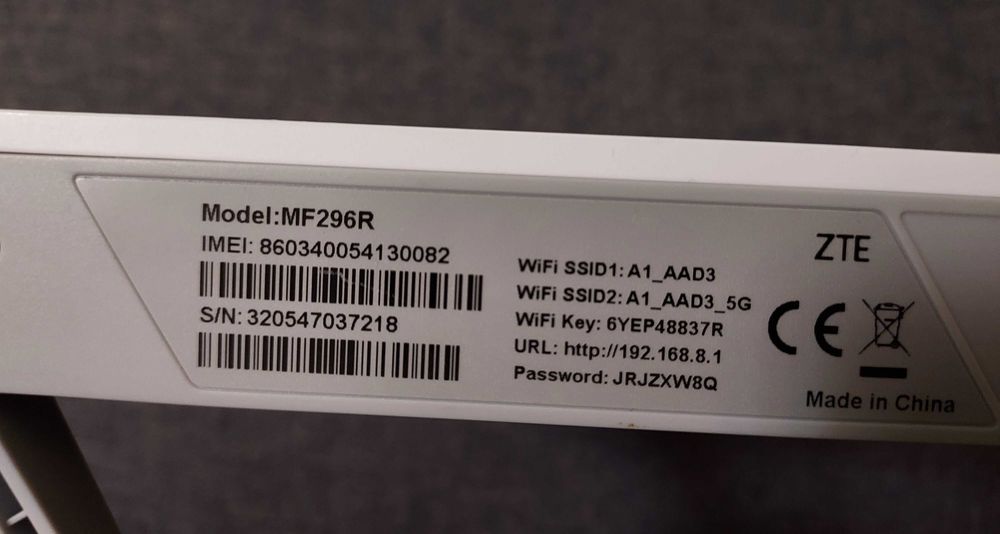 Model:MF296R
IMEI: 860340054130082
S/N: 320547037218
WiFi SSID1: A1_AAD3
WiFi SSID2: A1_AAD3_5G
WiFi Key: 6YEP48837R
URL: http://192.168.8.1
Password: JRJZXW8Q
ZTE
CE
Made in China